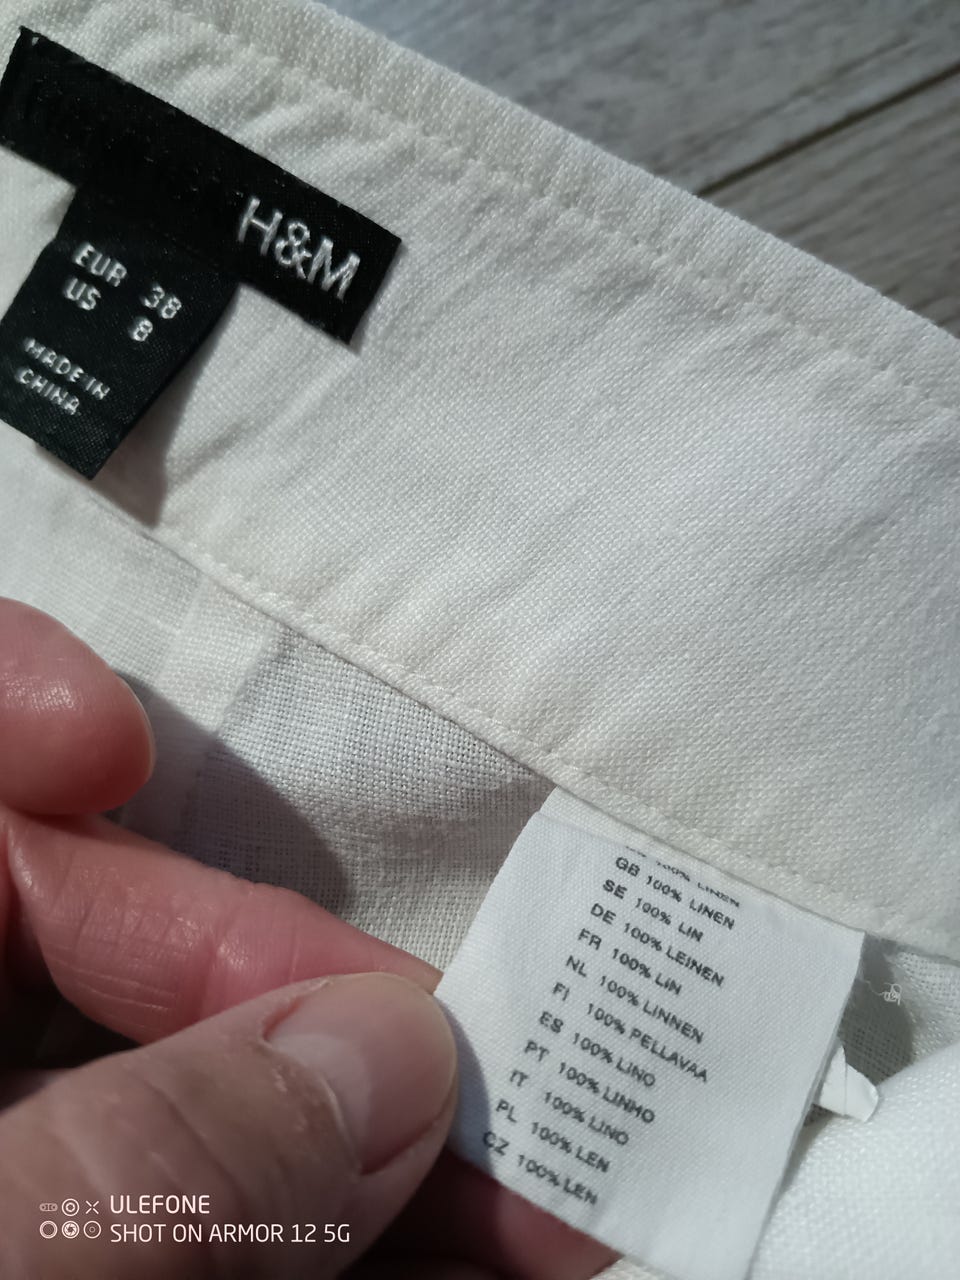 H&M
EUR 38
US 8
MADE IN
CHINA
100% LINEN
GB 100% LINEN
SE 100% LIN
DE 100% LEINEN
FR 100% LIN
NL 100% LINNEN
FI 100% PELLAVAA
ES 100% LINO
PT 100% LINHO
IT 100% LINO
PL 100% LEN
CZ 100% LEN
ULEFONE
SHOT ON ARMOR 12 5G